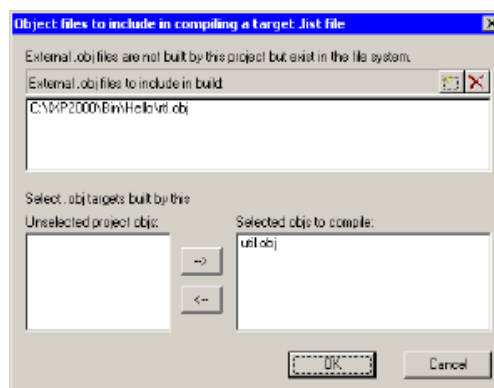 Object files to include in compiling a target .list file
External .obj files are not built by this project but exist in the file system.
External .obj files to include in build:
C:\IXP2000\Bin\Hello\rtl.obj
Select .obj targets built by this
Unselected project objs:
Selected objs to compile:
util.obj
-->
<--
OK
Cancel